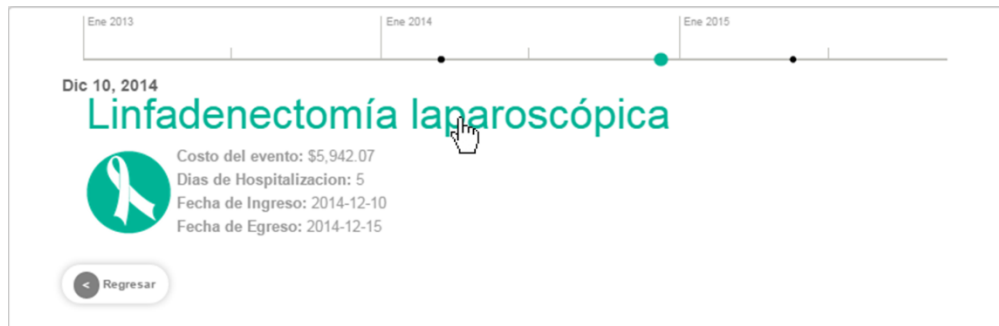 Ene 2013
Ene 2014
Ene 2015
Dic 10, 2014
Linfadenectomía laparoscópica
Costo del evento: $5,942.07
Dias de Hospitalizacion: 5
Fecha de Ingreso: 2014-12-10
Fecha de Egreso: 2014-12-15
< Regresar